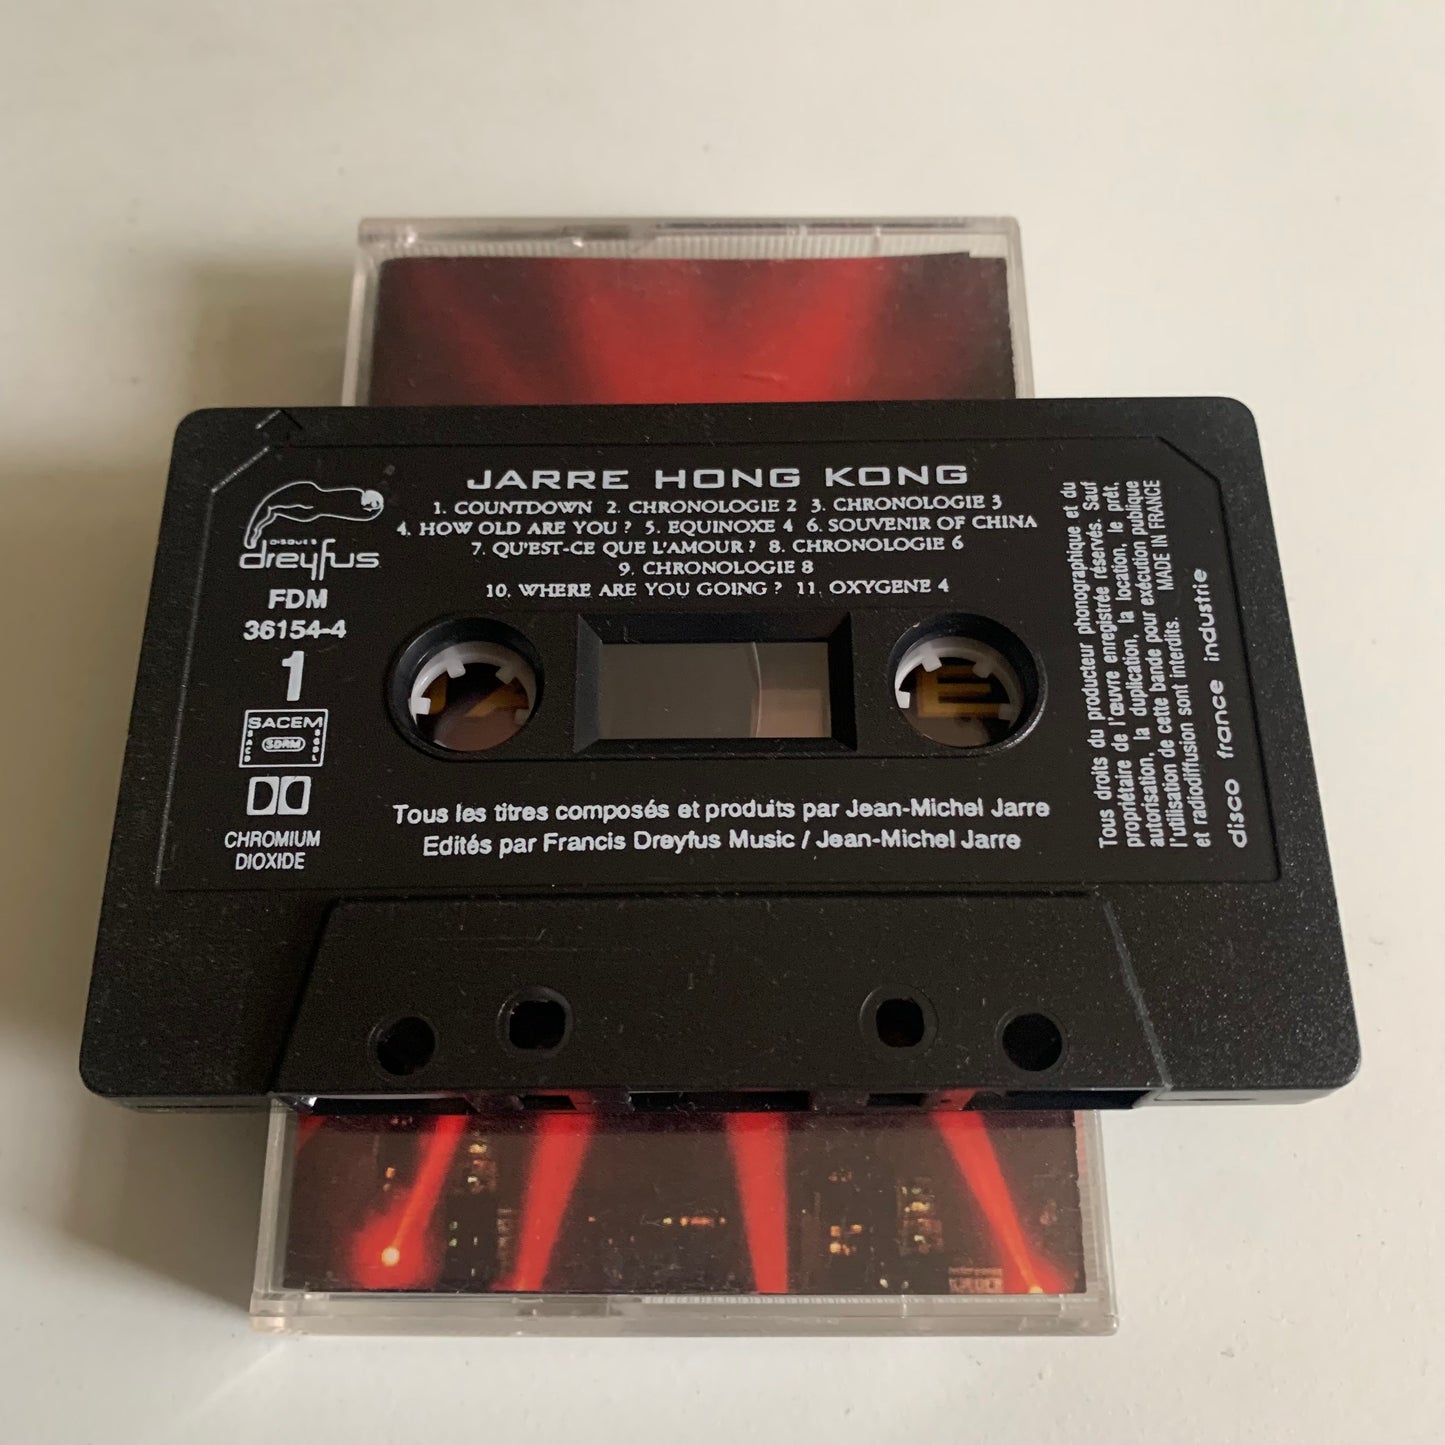 JARRE HONG KONG
1. COUNTDOWN 2. CHRONOLOGIE 2 3. CHRONOLOGIE 3
4. HOW OLD ARE YOU ? 5. EQUINOXE 4 6. SOUVENIR OF CHINA
7. QU'EST-CE QUE L'AMOUR ? 8. CHRONOLOGIE 6
9. CHRONOLOGIE 8
10. WHERE ARE YOU GOING ? 11. OXYGENE 4
DISQUES
dreyfus
FDM
36154-4
1
SACEM
SDRM
SACD
SGDL
CHROMIUM
DIOXIDE
Tous les titres composés et produits par Jean-Michel Jarre
Edités par Francis Dreyfus Music / Jean-Michel Jarre
Tous droits du producteur phonographique et du
propriétaire de l'œuvre enregistrée réservés. Sauf
autorisation, la duplication, la location, le prêt,
l'utilisation de cette bande pour exécution publique
et radiodiffusion sont interdits. MADE IN FRANCE
disco france industrie